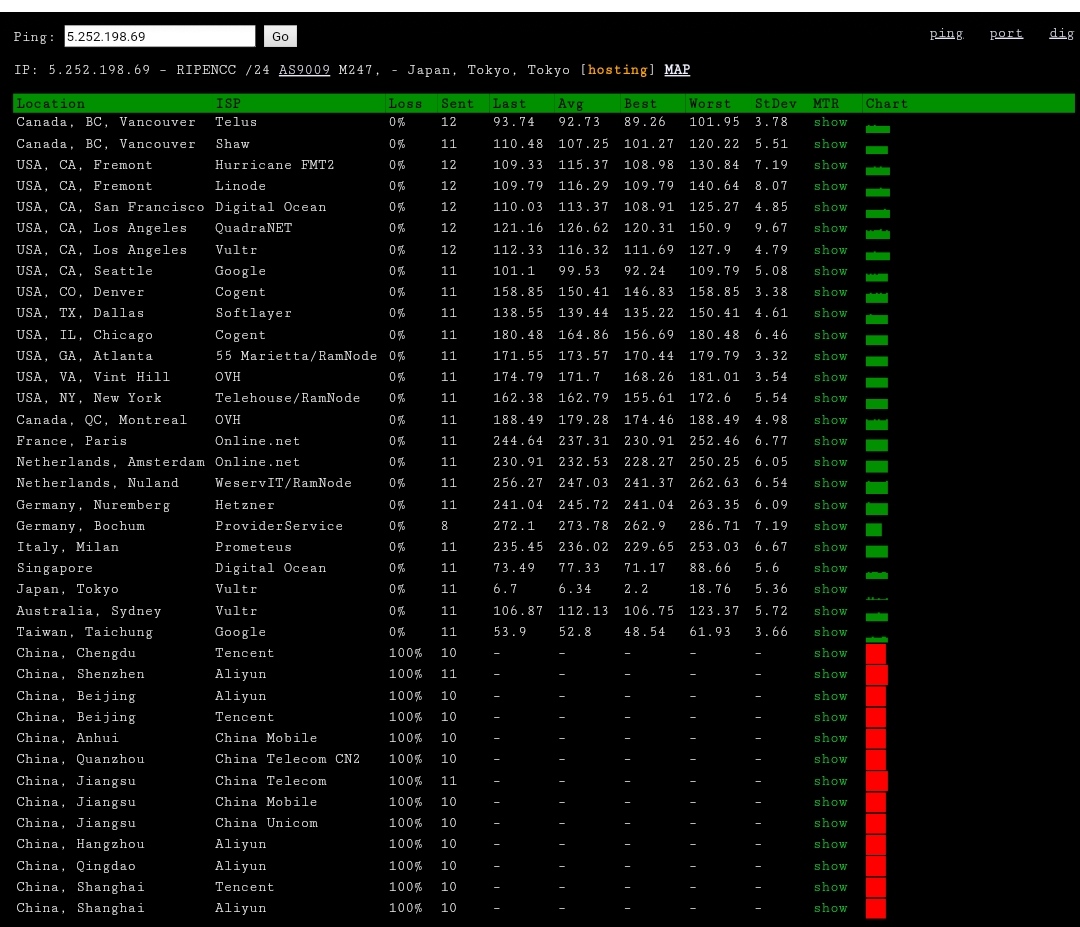 Ping: 5.252.198.69 Go ping port dig
IP: 5.252.198.69 - RIPENCC /24 AS9009 M247, - Japan, Tokyo, Tokyo [hosting] MAP
Location ISP Loss Sent Last Avg Best Worst StDev MTR Chart
Canada, BC, Vancouver Telus 0% 12 93.74 92.73 89.26 101.95 3.78 show
Canada, BC, Vancouver Shaw 0% 11 110.48 107.25 101.27 120.22 5.51 show
USA, CA, Fremont Hurricane FMT2 0% 12 109.33 115.37 108.98 130.84 7.19 show
USA, CA, Fremont Linode 0% 12 109.79 116.29 109.79 140.64 8.07 show
USA, CA, San Francisco Digital Ocean 0% 12 110.03 113.37 108.91 125.27 4.85 show
USA, CA, Los Angeles QuadraNET 0% 12 121.16 126.62 120.31 150.9 9.67 show
USA, CA, Los Angeles Vultr 0% 12 112.33 116.32 111.69 127.9 4.79 show
USA, CA, Seattle Google 0% 11 101.1 99.53 92.24 109.79 5.08 show
USA, CO, Denver Cogent 0% 11 158.85 150.41 146.83 158.85 3.38 show
USA, TX, Dallas Softlayer 0% 11 138.55 139.44 135.22 150.41 4.61 show
USA, IL, Chicago Cogent 0% 11 180.48 164.86 156.69 180.48 6.46 show
USA, GA, Atlanta 55 Marietta/RamNode 0% 11 171.55 173.57 170.44 179.79 3.32 show
USA, VA, Vint Hill OVH 0% 11 174.79 171.7 168.26 181.01 3.54 show
USA, NY, New York Telehouse/RamNode 0% 11 162.38 162.79 155.61 172.6 5.54 show
Canada, QC, Montreal OVH 0% 11 188.49 179.28 174.46 188.49 4.98 show
France, Paris Online.net 0% 11 244.64 237.31 230.91 252.46 6.77 show
Netherlands, Amsterdam Online.net 0% 11 230.91 232.53 228.27 250.25 6.05 show
Netherlands, Nuland WeservIT/RamNode 0% 11 256.27 247.03 241.37 262.63 6.54 show
Germany, Nuremberg Hetzner 0% 11 241.04 245.72 241.04 263.35 6.09 show
Germany, Bochum ProviderService 0% 8 272.1 273.78 262.9 286.71 7.19 show
Italy, Milan Prometeus 0% 11 235.45 236.02 229.65 253.03 6.67 show
Singapore Digital Ocean 0% 11 73.49 77.33 71.17 88.66 5.6 show
Japan, Tokyo Vultr 0% 11 6.7 6.34 2.2 18.76 5.36 show
Australia, Sydney Vultr 0% 11 106.87 112.13 106.75 123.37 5.72 show
Taiwan, Taichung Google 0% 11 53.9 52.8 48.54 61.93 3.66 show
China, Chengdu Tencent 100% 10 - - - - - show
China, Shenzhen Aliyun 100% 11 - - - - - show
China, Beijing Aliyun 100% 10 - - - - - show
China, Beijing Tencent 100% 10 - - - - - show
China, Anhui China Mobile 100% 10 - - - - - show
China, Quanzhou China Telecom CN2 100% 10 - - - - - show
China, Jiangsu China Telecom 100% 11 - - - - - show
China, Jiangsu China Mobile 100% 10 - - - - - show
China, Jiangsu China Unicom 100% 10 - - - - - show
China, Hangzhou Aliyun 100% 10 - - - - - show
China, Qingdao Aliyun 100% 10 - - - - - show
China, Shanghai Tencent 100% 10 - - - - - show
China, Shanghai Aliyun 100% 10 - - - - - show